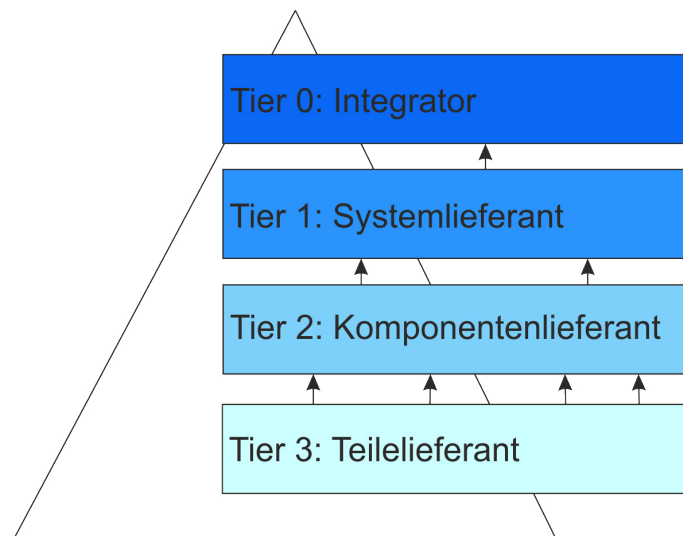 Tier 0: Integrator
Tier 1: Systemlieferant
Tier 2: Komponentenlieferant
Tier 3: Teilelieferant